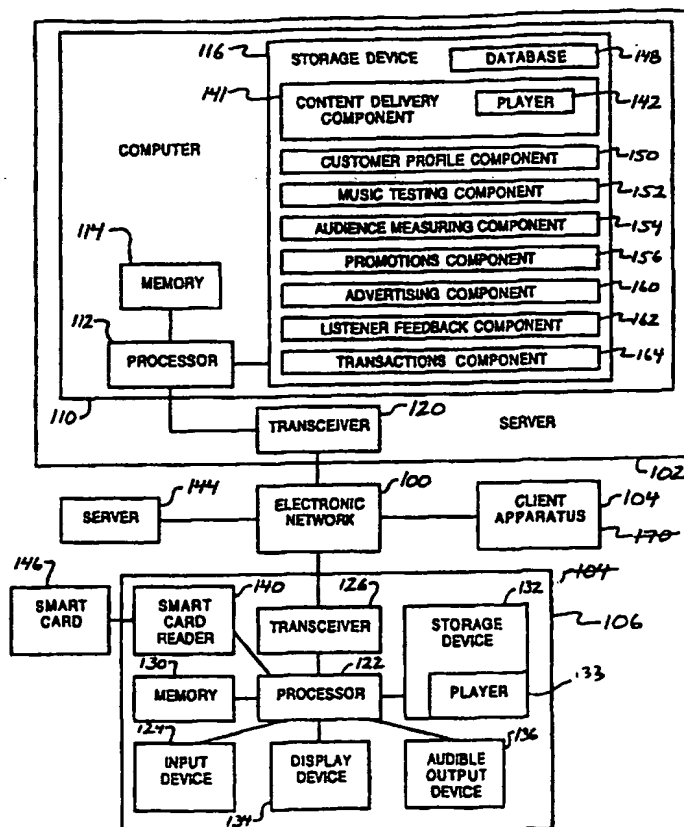 116
STORAGE DEVICE
DATABASE
148
141
CONTENT DELIVERY
COMPONENT
PLAYER
142
COMPUTER
CUSTOMER PROFILE COMPONENT
150
MUSIC TESTING COMPONENT
152
AUDIENCE MEASURING COMPONENT
154
114
PROMOTIONS COMPONENT
156
MEMORY
ADVERTISING COMPONENT
160
112
LISTENER FEEDBACK COMPONENT
162
PROCESSOR
TRANSACTIONS COMPONENT
164
110
120
TRANSCEIVER
SERVER
102
144
100
SERVER
ELECTRONIC
NETWORK
CLIENT
APPARATUS
104
170
146
104
SMART
CARD
140
SMART
CARD
READER
126
TRANSCEIVER
132
STORAGE
DEVICE
106
130
122
MEMORY
PROCESSOR
PLAYER
133
124
INPUT
DEVICE
DISPLAY
DEVICE
134
AUDIBLE
OUTPUT
DEVICE
136